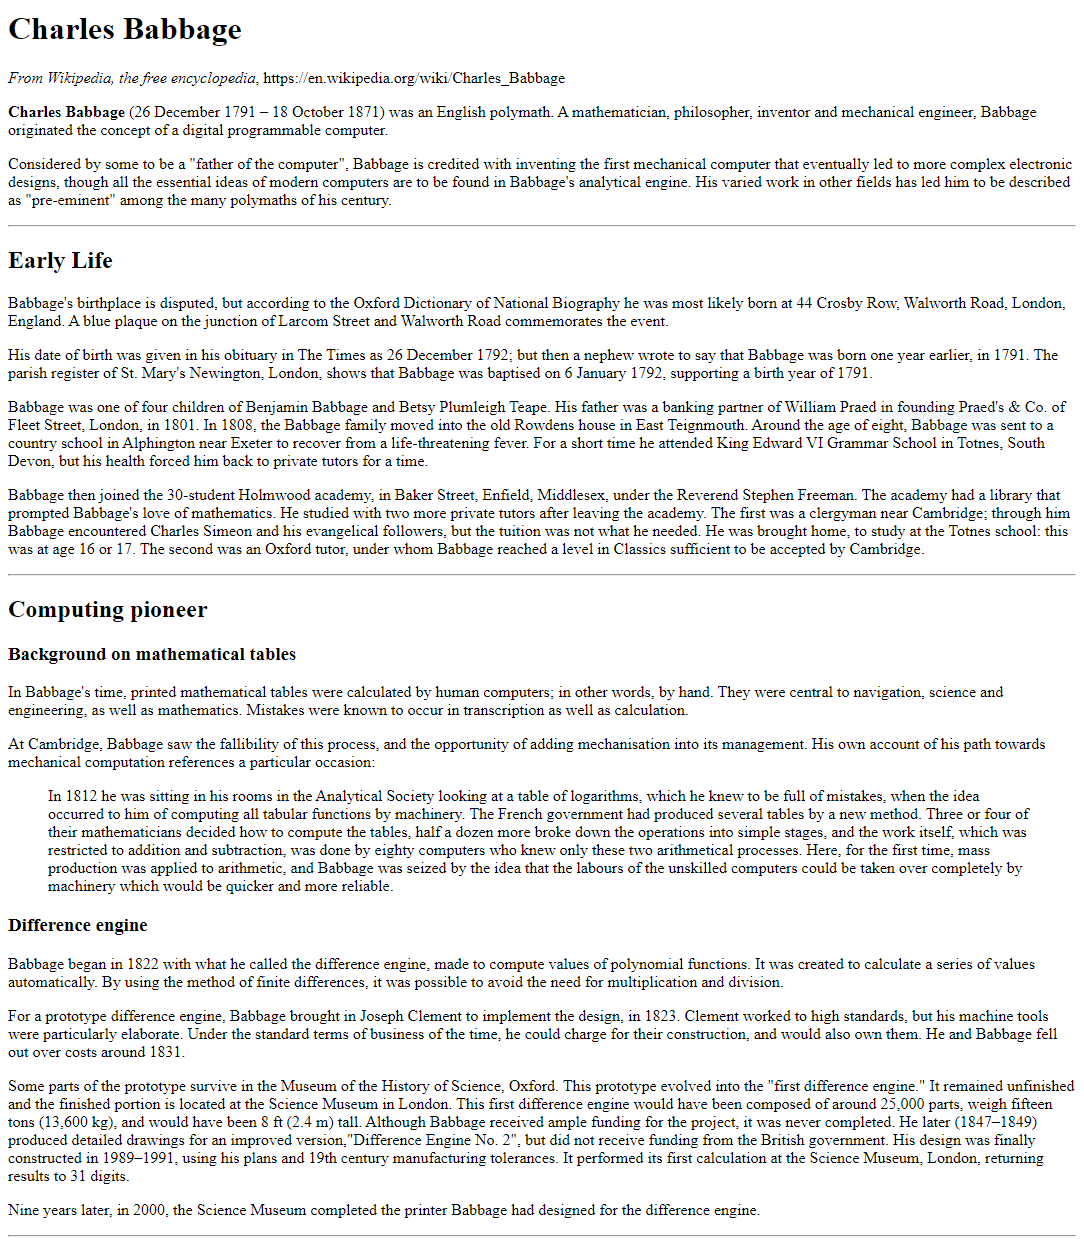 Charles Babbage
From Wikipedia, the free encyclopedia, https://en.wikipedia.org/wiki/Charles_Babbage
Charles Babbage (26 December 1791 – 18 October 1871) was an English polymath. A mathematician, philosopher, inventor and mechanical engineer, Babbage
originated the concept of a digital programmable computer.
Considered by some to be a "father of the computer", Babbage is credited with inventing the first mechanical computer that eventually led to more complex electronic
designs, though all the essential ideas of modern computers are to be found in Babbage's analytical engine. His varied work in other fields has led him to be described
as "pre-eminent" among the many polymaths of his century.
Early Life
Babbage's birthplace is disputed, but according to the Oxford Dictionary of National Biography he was most likely born at 44 Crosby Row, Walworth Road, London,
England. A blue plaque on the junction of Larcom Street and Walworth Road commemorates the event.
His date of birth was given in his obituary in The Times as 26 December 1792; but then a nephew wrote to say that Babbage was born one year earlier, in 1791. The
parish register of St. Mary's Newington, London, shows that Babbage was baptised on 6 January 1792, supporting a birth year of 1791.
Babbage was one of four children of Benjamin Babbage and Betsy Plumleigh Teape. His father was a banking partner of William Praed in founding Praed's & Co. of
Fleet Street, London, in 1801. In 1808, the Babbage family moved into the old Rowdens house in East Teignmouth. Around the age of eight, Babbage was sent to a
country school in Alphington near Exeter to recover from a life-threatening fever. For a short time he attended King Edward VI Grammar School in Totnes, South
Devon, but his health forced him back to private tutors for a time.
Babbage then joined the 30-student Holmwood academy, in Baker Street, Enfield, Middlesex, under the Reverend Stephen Freeman. The academy had a library that
prompted Babbage's love of mathematics. He studied with two more private tutors after leaving the academy. The first was a clergyman near Cambridge; through him
Babbage encountered Charles Simeon and his evangelical followers, but the tuition was not what he needed. He was brought home, to study at the Totnes school: this
was at age 16 or 17. The second was an Oxford tutor, under whom Babbage reached a level in Classics sufficient to be accepted by Cambridge.
Computing pioneer
Background on mathematical tables
In Babbage's time, printed mathematical tables were calculated by human computers; in other words, by hand. They were central to navigation, science and
engineering, as well as mathematics. Mistakes were known to occur in transcription as well as calculation.
At Cambridge, Babbage saw the fallibility of this process, and the opportunity of adding mechanisation into its management. His own account of his path towards
mechanical computation references a particular occasion:
In 1812 he was sitting in his rooms in the Analytical Society looking at a table of logarithms, which he knew to be full of mistakes, when the idea
occurred to him of computing all tabular functions by machinery. The French government had produced several tables by a new method. Three or four of
their mathematicians decided how to compute the tables, half a dozen more broke down the operations into simple stages, and the work itself, which was
restricted to addition and subtraction, was done by eighty computers who knew only these two arithmetical processes. Here, for the first time, mass
production was applied to arithmetic, and Babbage was seized by the idea that the labours of the unskilled computers could be taken over completely by
machinery which would be quicker and more reliable.
Difference engine
Babbage began in 1822 with what he called the difference engine, made to compute values of polynomial functions. It was created to calculate a series of values
automatically. By using the method of finite differences, it was possible to avoid the need for multiplication and division.
For a prototype difference engine, Babbage brought in Joseph Clement to implement the design, in 1823. Clement worked to high standards, but his machine tools
were particularly elaborate. Under the standard terms of business of the time, he could charge for their construction, and would also own them. He and Babbage fell
out over costs around 1831.
Some parts of the prototype survive in the Museum of the History of Science, Oxford. This prototype evolved into the "first difference engine." It remained unfinished
and the finished portion is located at the Science Museum in London. This first difference engine would have been composed of around 25,000 parts, weigh fifteen
tons (13,600 kg), and would have been 8 ft (2.4 m) tall. Although Babbage received ample funding for the project, it was never completed. He later (1847–1849)
produced detailed drawings for an improved version,"Difference Engine No. 2", but did not receive funding from the British government. His design was finally
constructed in 1989–1991, using his plans and 19th century manufacturing tolerances. It performed its first calculation at the Science Museum, London, returning
results to 31 digits.
Nine years later, in 2000, the Science Museum completed the printer Babbage had designed for the difference engine.